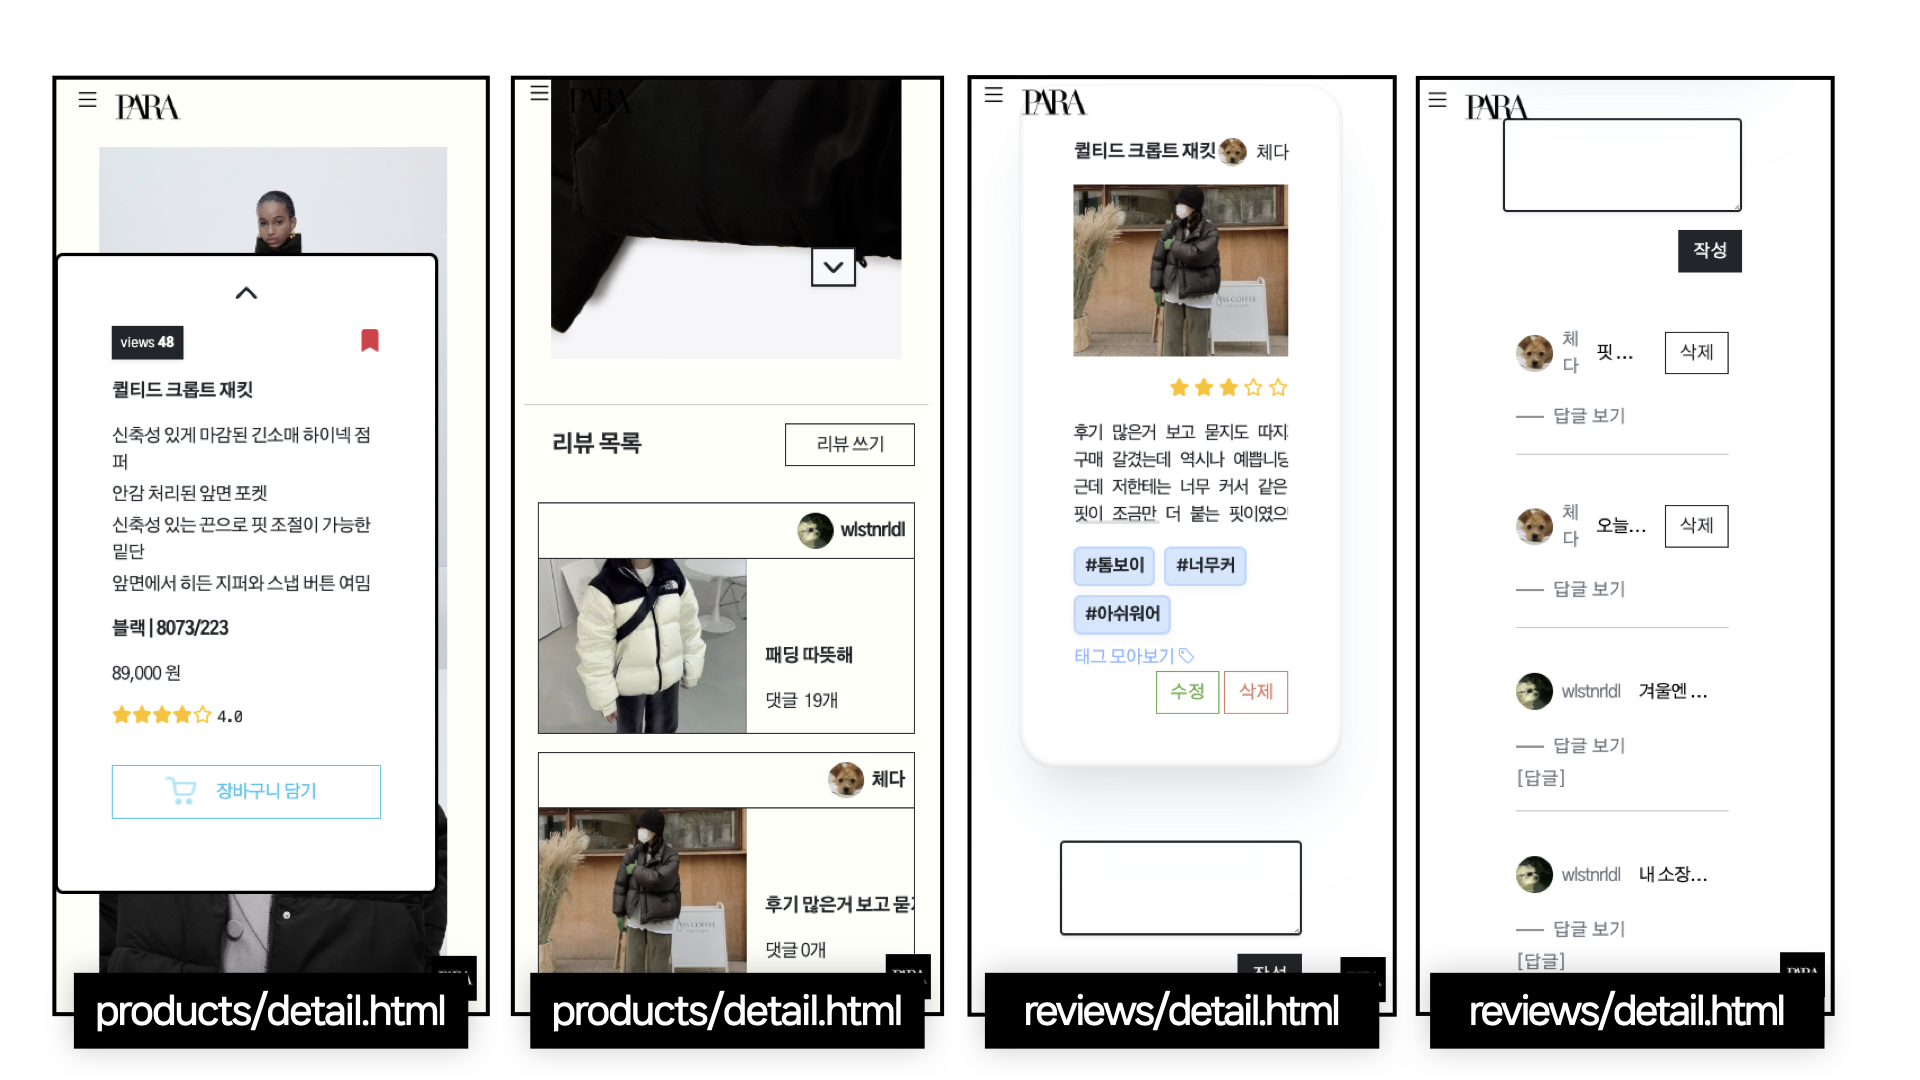 PARA
views 48
퀼티드 크롭트 재킷
신축성 있게 마감된 긴소매 하이넥 점
퍼
안감 처리된 앞면 포켓
신축성 있는 끈으로 핏 조절이 가능한
밑단
앞면에서 히든 지퍼와 스냅 버튼 여밈
블랙 | 8073/223
89,000 원
4.0
장바구니 담기
products/detail.html
PARA
리뷰 목록
리뷰 쓰기
wlstnrldl
패딩 따뜻해
댓글 19개
체다
후기 많은거 보고 묻
댓글 0개
products/detail.html
PARA
퀼티드 크롭트 재킷
체다
후기 많은거 보고 묻지도 따지
구매 갈겼는데 역시나 예쁩니당
근데 저한테는 너무 커서 같은
핏이 조금만 더 붙는 핏이였으
#톰보이
#너무커
#아쉬워어
태그 모아보기
수정
삭제
작성
reviews/detail.html
PARA
작성
체
다
핏...
삭제
답글 보기
체
다
오늘...
삭제
답글 보기
wlstnrldl
겨울엔 ...
답글 보기
[답글]
wlstnrldl
내 소장...
답글 보기
[답글]
PARA
reviews/detail.html